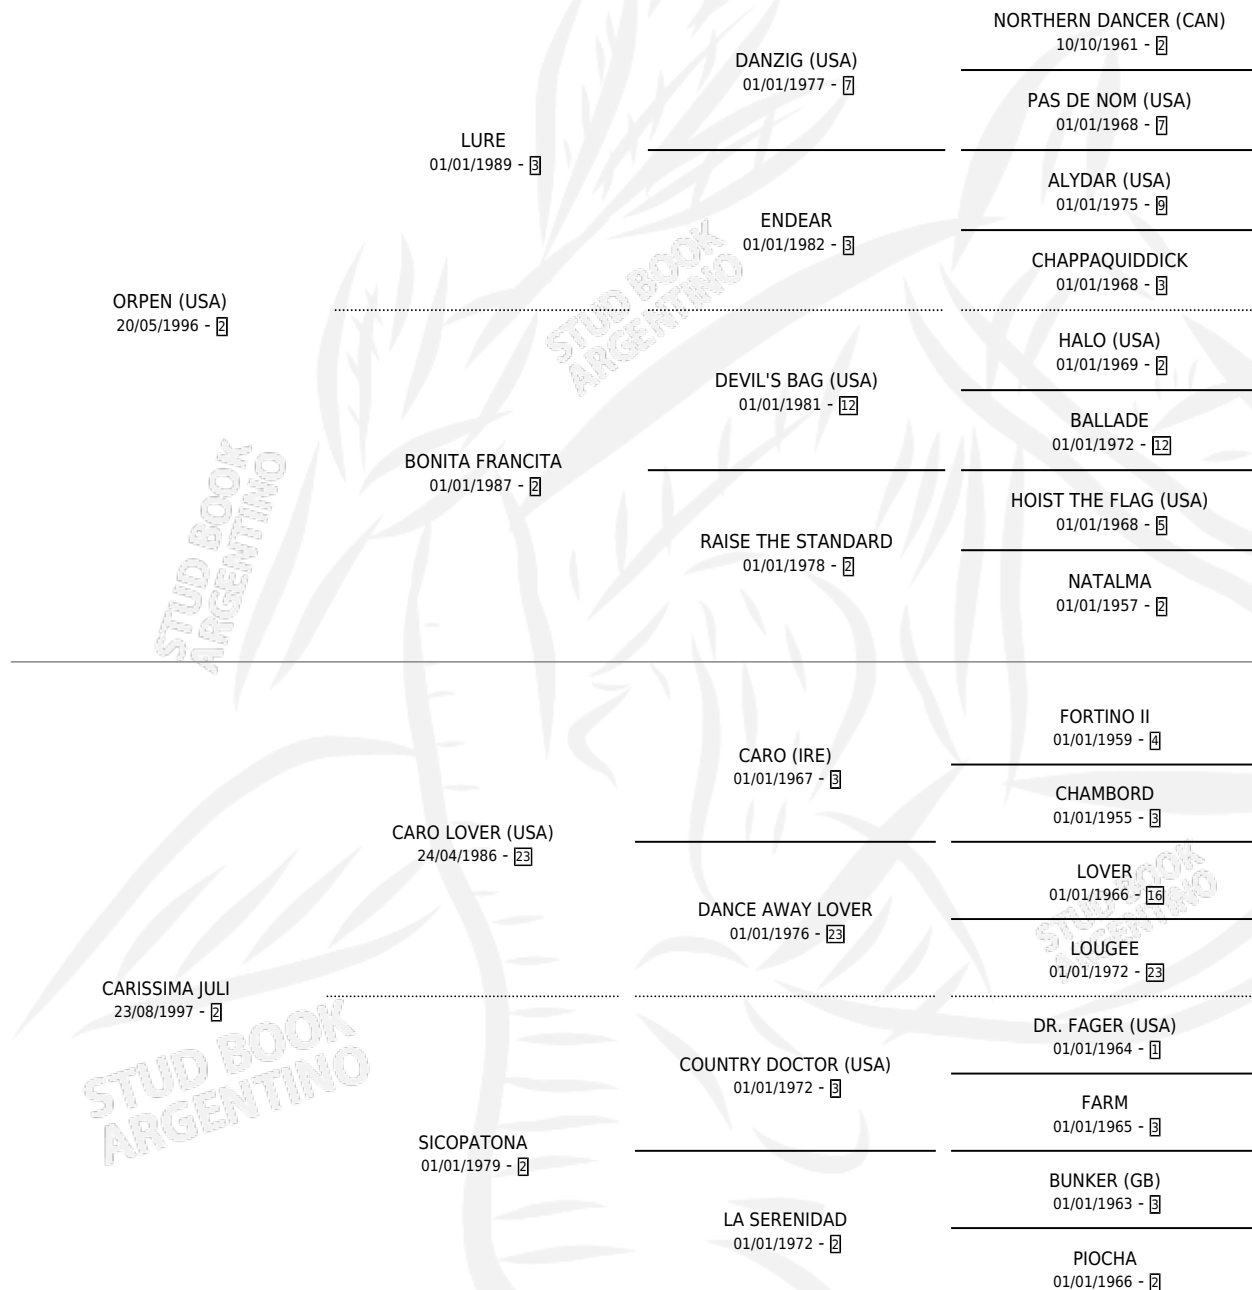 ORPEN (USA)
20/05/1996 - 2
LURE
01/01/1989 - 3
BONITA FRANCITA
01/01/1987 - 2
DANZIG (USA)
01/01/1977 - 7
ENDEAR
01/01/1982 - 3
DEVIL'S BAG (USA)
01/01/1981 - 12
RAISE THE STANDARD
01/01/1978 - 2
NORTHERN DANCER (CAN)
10/10/1961 - 2
PAS DE NOM (USA)
01/01/1968 - 7
ALYDAR (USA)
01/01/1975 - 9
CHAPPAQUIDDICK
01/01/1968 - 3
HALO (USA)
01/01/1969 - 2
BALLADE
01/01/1972 - 12
HOIST THE FLAG (USA)
01/01/1968 - 5
NATALMA
01/01/1957 - 2
CARISSIMA JULI
23/08/1997 - 2
CARO LOVER (USA)
24/04/1986 - 23
SICOPATONA
01/01/1979 - 2
CARO (IRE)
01/01/1967 - 3
DANCE AWAY LOVER
01/01/1976 - 23
COUNTRY DOCTOR (USA)
01/01/1972 - 3
LA SERENIDAD
01/01/1972 - 2
FORTINO II
01/01/1959 - 4
CHAMBORD
01/01/1955 - 3
LOVER
01/01/1966 - 16
LOUGEE
01/01/1972 - 23
DR. FAGER (USA)
01/01/1964 - 1
FARM
01/01/1965 - 3
BUNKER (GB)
01/01/1963 - 3
PIOCHA
01/01/1966 - 2
STUD BOOK
ARGENTINO
STUD BOOK
ARGENTINO
STUD BOOK
ARGENTINO
STUD BOOK
ARGENTINO